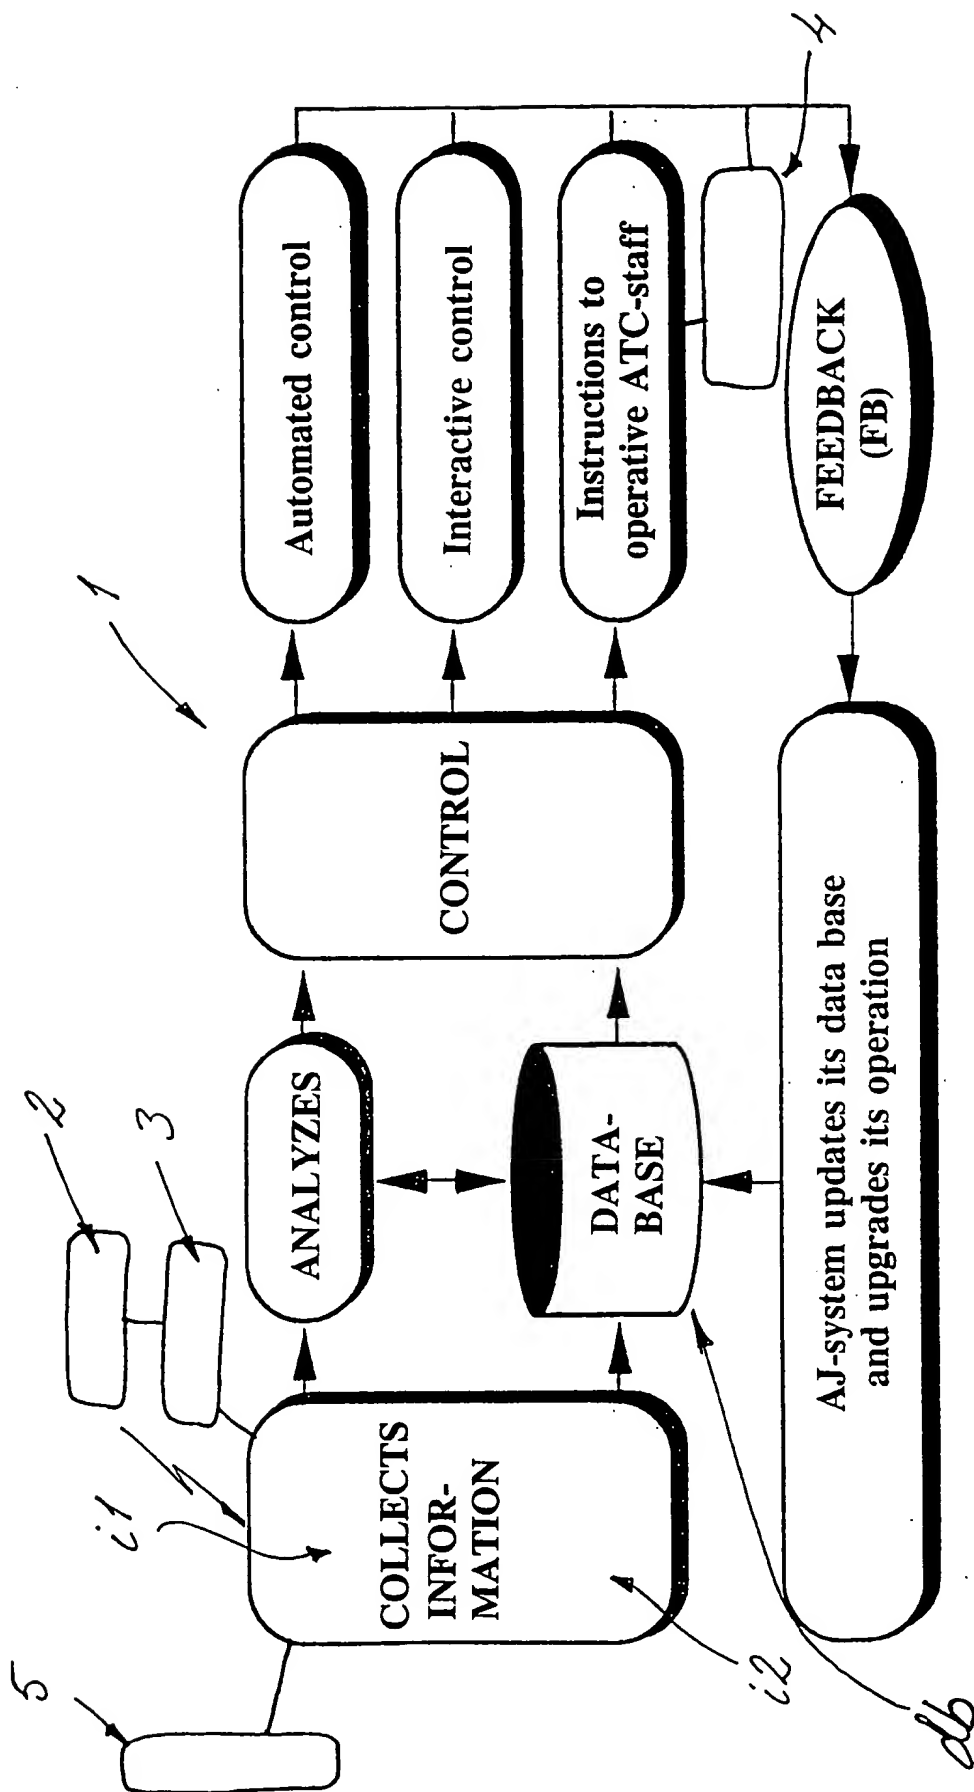 5
i1
2
3
1
4
COLLECTS
INFOR-
MATION
ANALYZES
DATA-
BASE
CONTROL
Automated control
Interactive control
Instructions to
operative ATC-staff
FEEDBACK
(FB)
AJ-system updates its data base
and upgrades its operation
i2
db